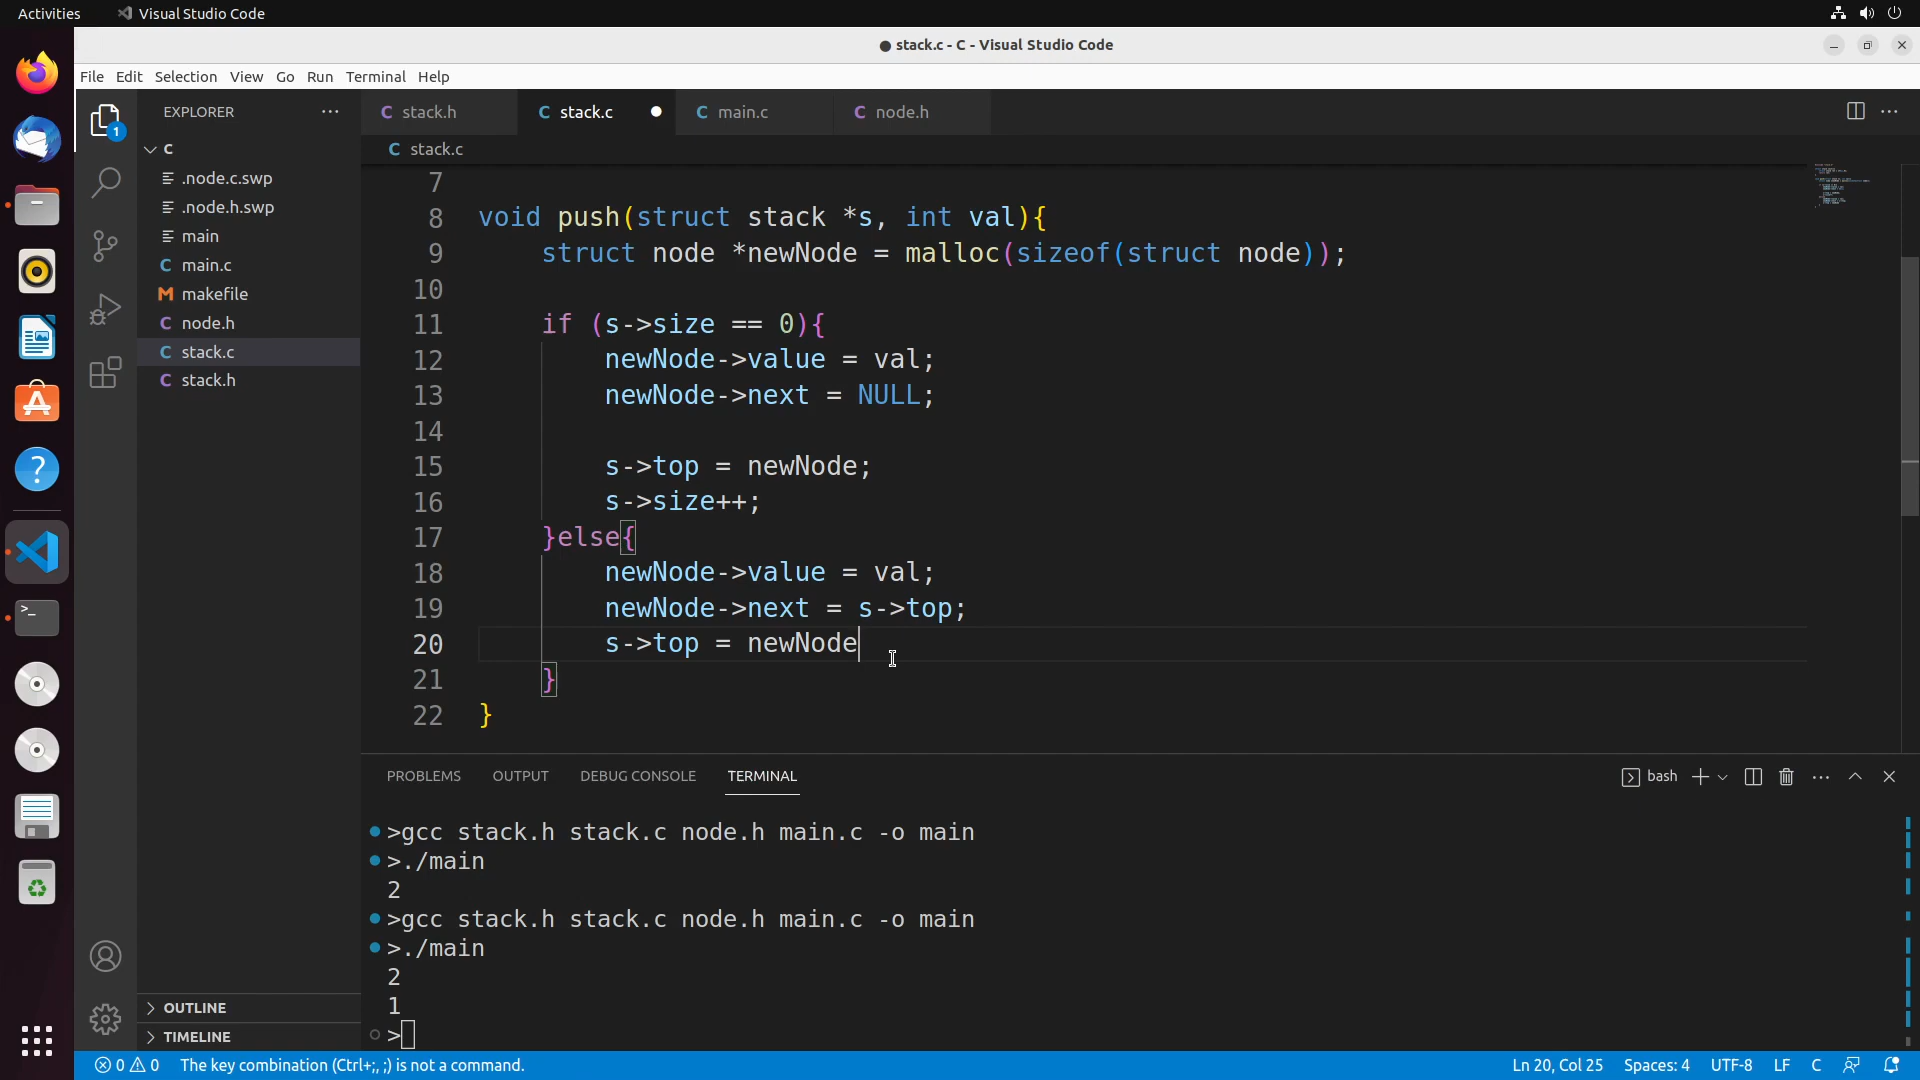 Activities
Visual Studio Code
● stack.c - C - Visual Studio Code
File Edit Selection View Go Run Terminal Help
EXPLORER
C
.node.c.swp
.node.h.swp
main
main.c
makefile
node.h
stack.c
stack.h
OUTLINE
TIMELINE
stack.h
stack.c
main.c
node.h
stack.c
7
8 void push(struct stack *s, int val){
9 struct node *newNode = malloc(sizeof(struct node));
10
11 if (s->size == 0){
12 newNode->value = val;
13 newNode->next = NULL;
14
15 s->top = newNode;
16 s->size++;
17 }else{
18 newNode->value = val;
19 newNode->next = s->top;
20 s->top = newNode
21 }
22 }
PROBLEMS OUTPUT DEBUG CONSOLE TERMINAL
bash
>gcc stack.h stack.c node.h main.c -o main
>./main
2
>gcc stack.h stack.c node.h main.c -o main
>./main
2
1
>
0 0 The key combination (Ctrl+;, ;) is not a command.
Ln 20, Col 25 Spaces: 4 UTF-8 LF C